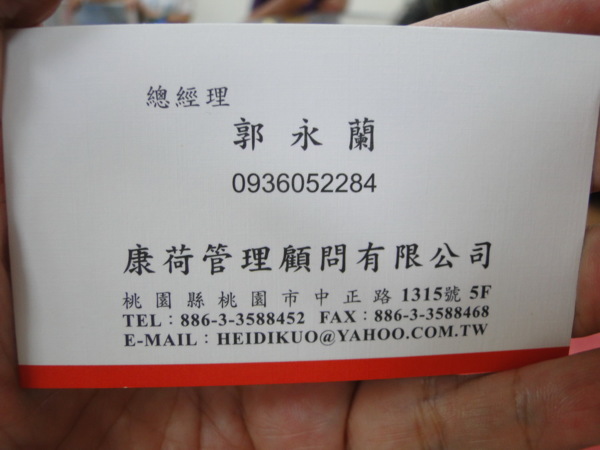 總經理
郭永蘭
0936052284
康荷管理顧問有限公司
桃園縣桃園市中正路1315號 5F
TEL：886-3-3588452 FAX：886-3-3588468
E-MAIL：HEIDIKUO@YAHOO.COM.TW